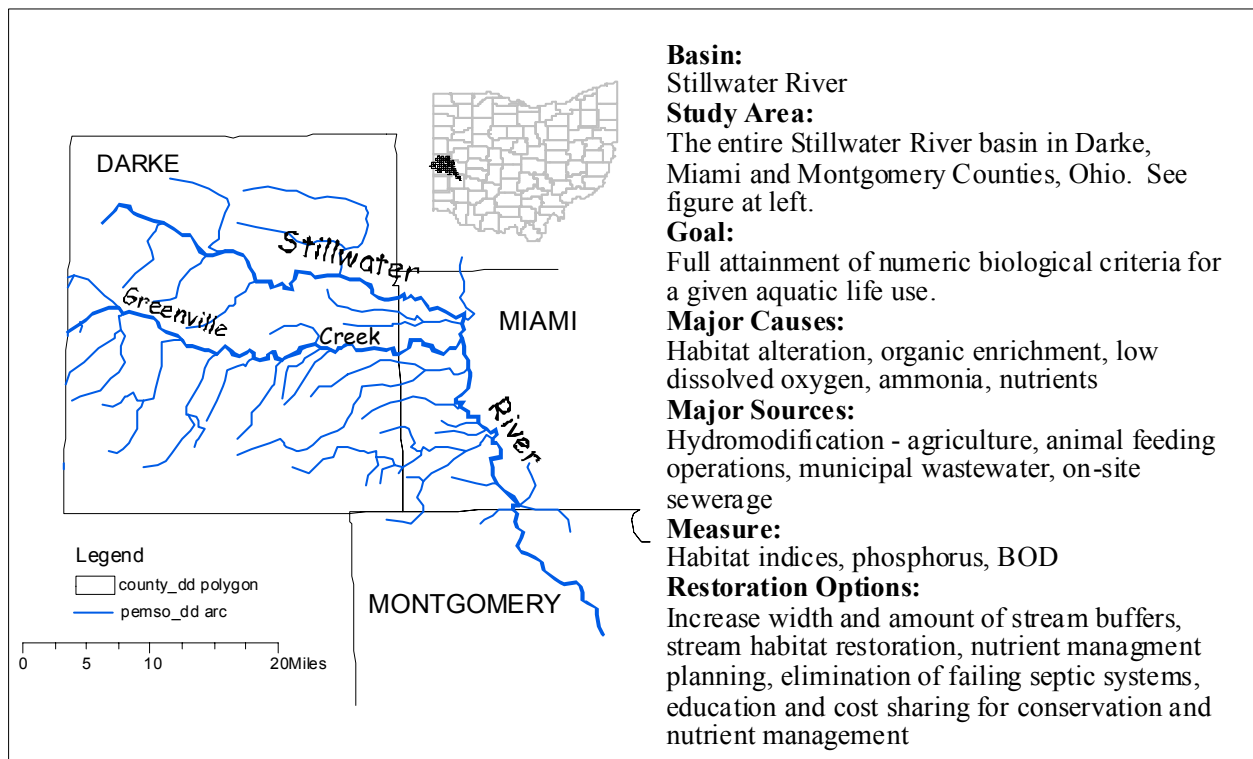 DARKE
Stillwater
Greenville
Creek
MIAMI
River
MONTGOMERY
Legend
county_dd polygon
pemso_dd arc
0 5 10 20Miles
Basin:
Stillwater River
Study Area:
The entire Stillwater River basin in Darke,
Miami and Montgomery Counties, Ohio. See
figure at left.
Goal:
Full attainment of numeric biological criteria for
a given aquatic life use.
Major Causes:
Habitat alteration, organic enrichment, low
dissolved oxygen, ammonia, nutrients
Major Sources:
Hydromodification - agriculture, animal feeding
operations, municipal wastewater, on-site
sewerage
Measure:
Habitat indices, phosphorus, BOD
Restoration Options:
Increase width and amount of stream buffers,
stream habitat restoration, nutrient managment
planning, elimination of failing septic systems,
education and cost sharing for conservation and
nutrient management